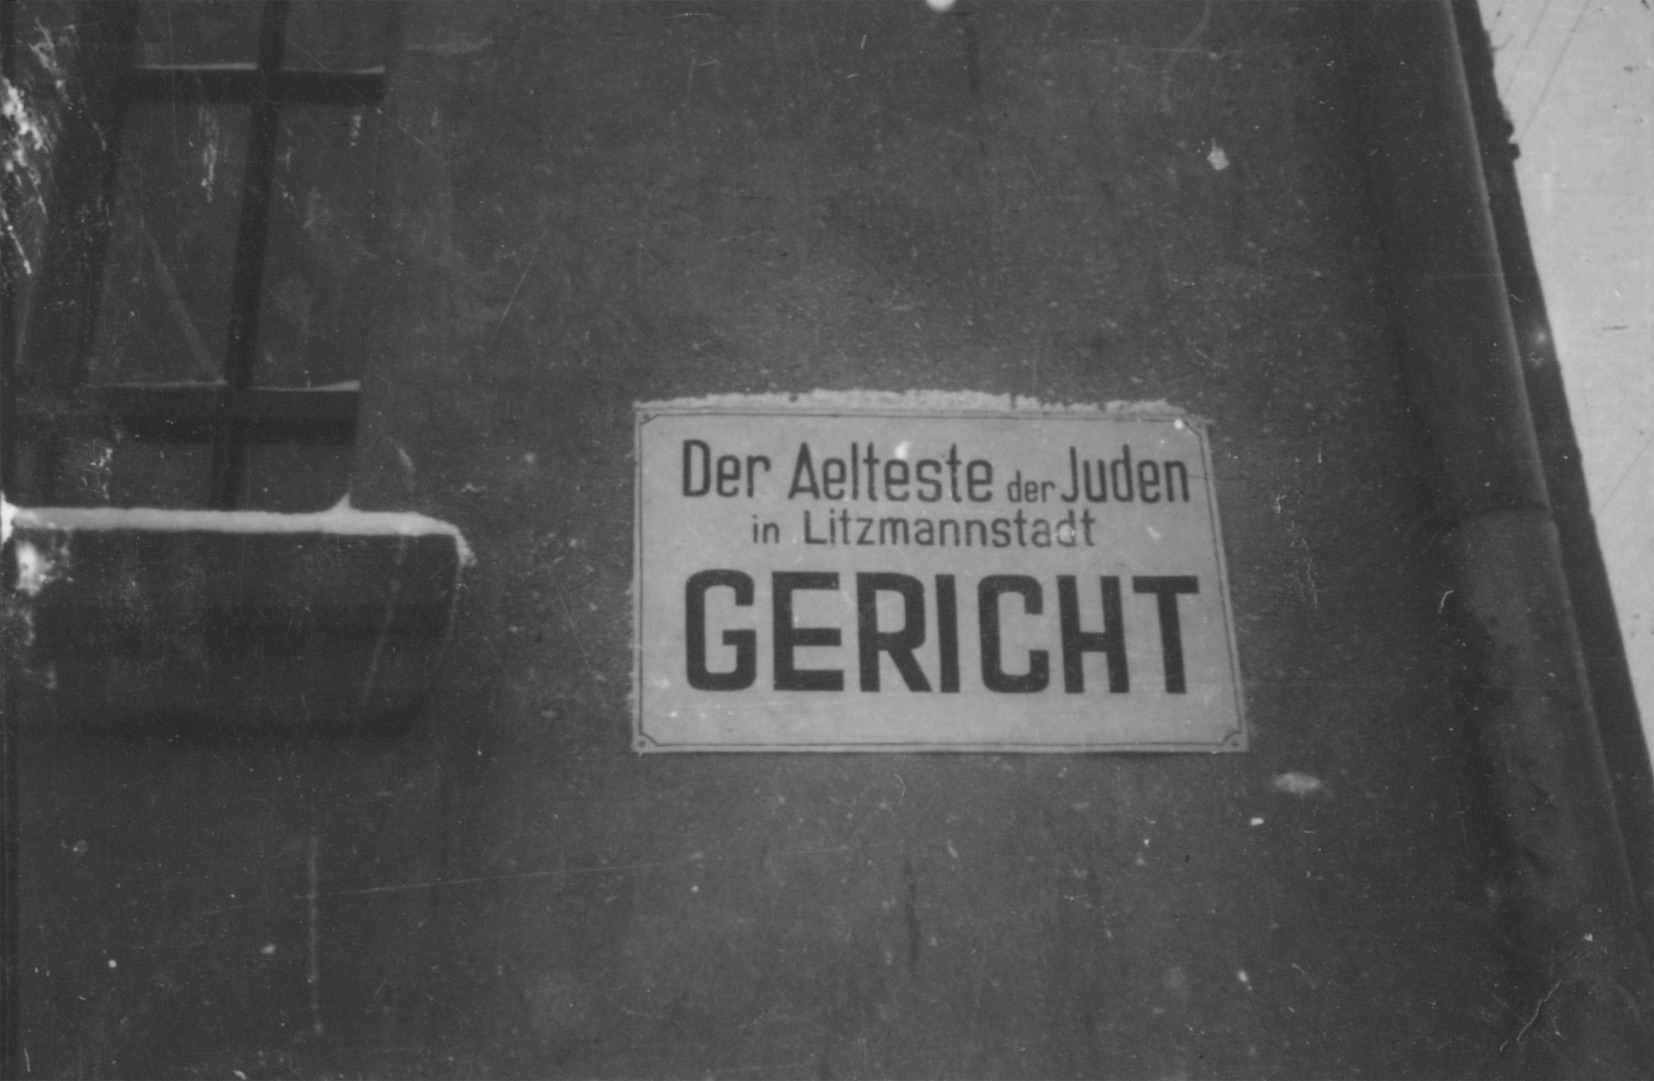 Der Aelteste der Juden
in Litzmannstadt
GERICHT